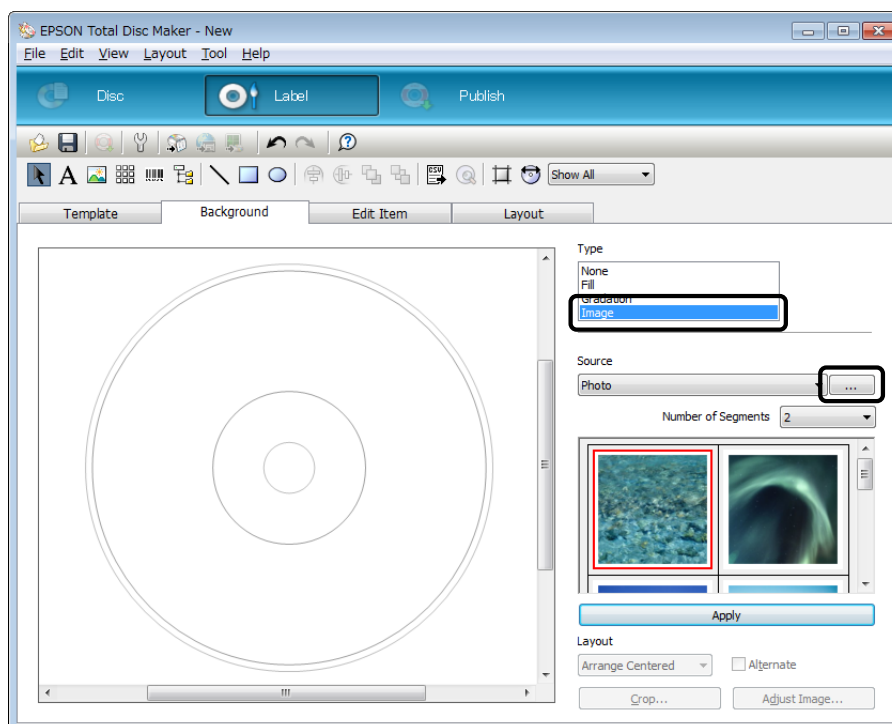 EPSON Total Disc Maker - New
File Edit View Layout Tool Help
Disc Label Publish
A CSV Show All
Template Background Edit Item Layout
Type
None
Fill
Gradation
Image
Source
Photo ...
Number of Segments 2
Apply
Layout
Arrange Centered Alternate
Crop... Adjust Image...